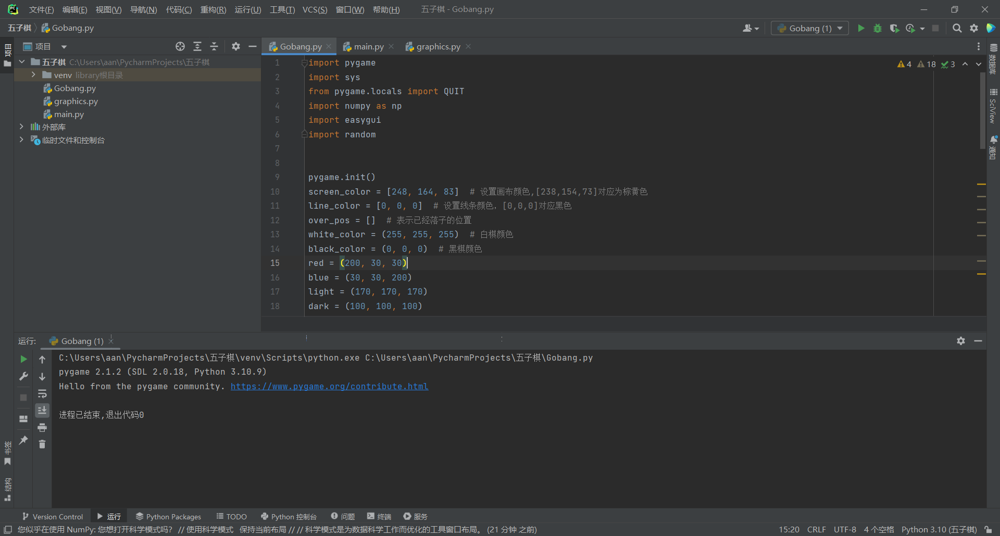 文件(F) 编辑(E) 视图(V) 导航(N) 代码(C) 重构(R) 运行(U) 工具(T) VCS(S) 窗口(W) 帮助(H) 五子棋 - Gobang.py
五子棋 Gobang.py Gobang (1)
项目 Gobang.py main.py graphics.py
项目
五子棋 C:\Users\aan\PycharmProjects\五子棋
venv library根目录
Gobang.py
graphics.py
main.py
外部库
临时文件和控制台
4 18 3
1 import pygame
2 import sys
3 from pygame.locals import QUIT
4 import numpy as np
5 import easygui
6 import random
7
8
9 pygame.init()
10 screen_color = [248, 164, 83]  # 设置画布颜色,[238,154,73]对应为棕黄色
11 line_color = [0, 0, 0]  # 设置线条颜色，[0,0,0]对应黑色
12 over_pos = []  # 表示已经落子的位置
13 white_color = (255, 255, 255)  # 白棋颜色
14 black_color = (0, 0, 0)  # 黑棋颜色
15 red = (200, 30, 30)
16 blue = (30, 30, 200)
17 light = (170, 170, 170)
18 dark = (100, 100, 100)
数据库
SciView
通知
运行: Gobang (1)
C:\Users\aan\PycharmProjects\五子棋\venv\Scripts\python.exe C:\Users\aan\PycharmProjects\五子棋\Gobang.py
pygame 2.1.2 (SDL 2.0.18, Python 3.10.9)
Hello from the pygame community. https://www.pygame.org/contribute.html
进程已结束,退出代码0
书签
结构
Version Control 运行 Python Packages TODO Python 控制台 问题 终端 服务
您似乎在使用 NumPy: 您想打开科学模式吗? // 使用科学模式 保持当前布局 // // 科学模式是为数据科学工作而优化的工具窗口布局。 (21 分钟 之前) 15:20 CRLF UTF-8 4 个空格 Python 3.10 (五子棋)